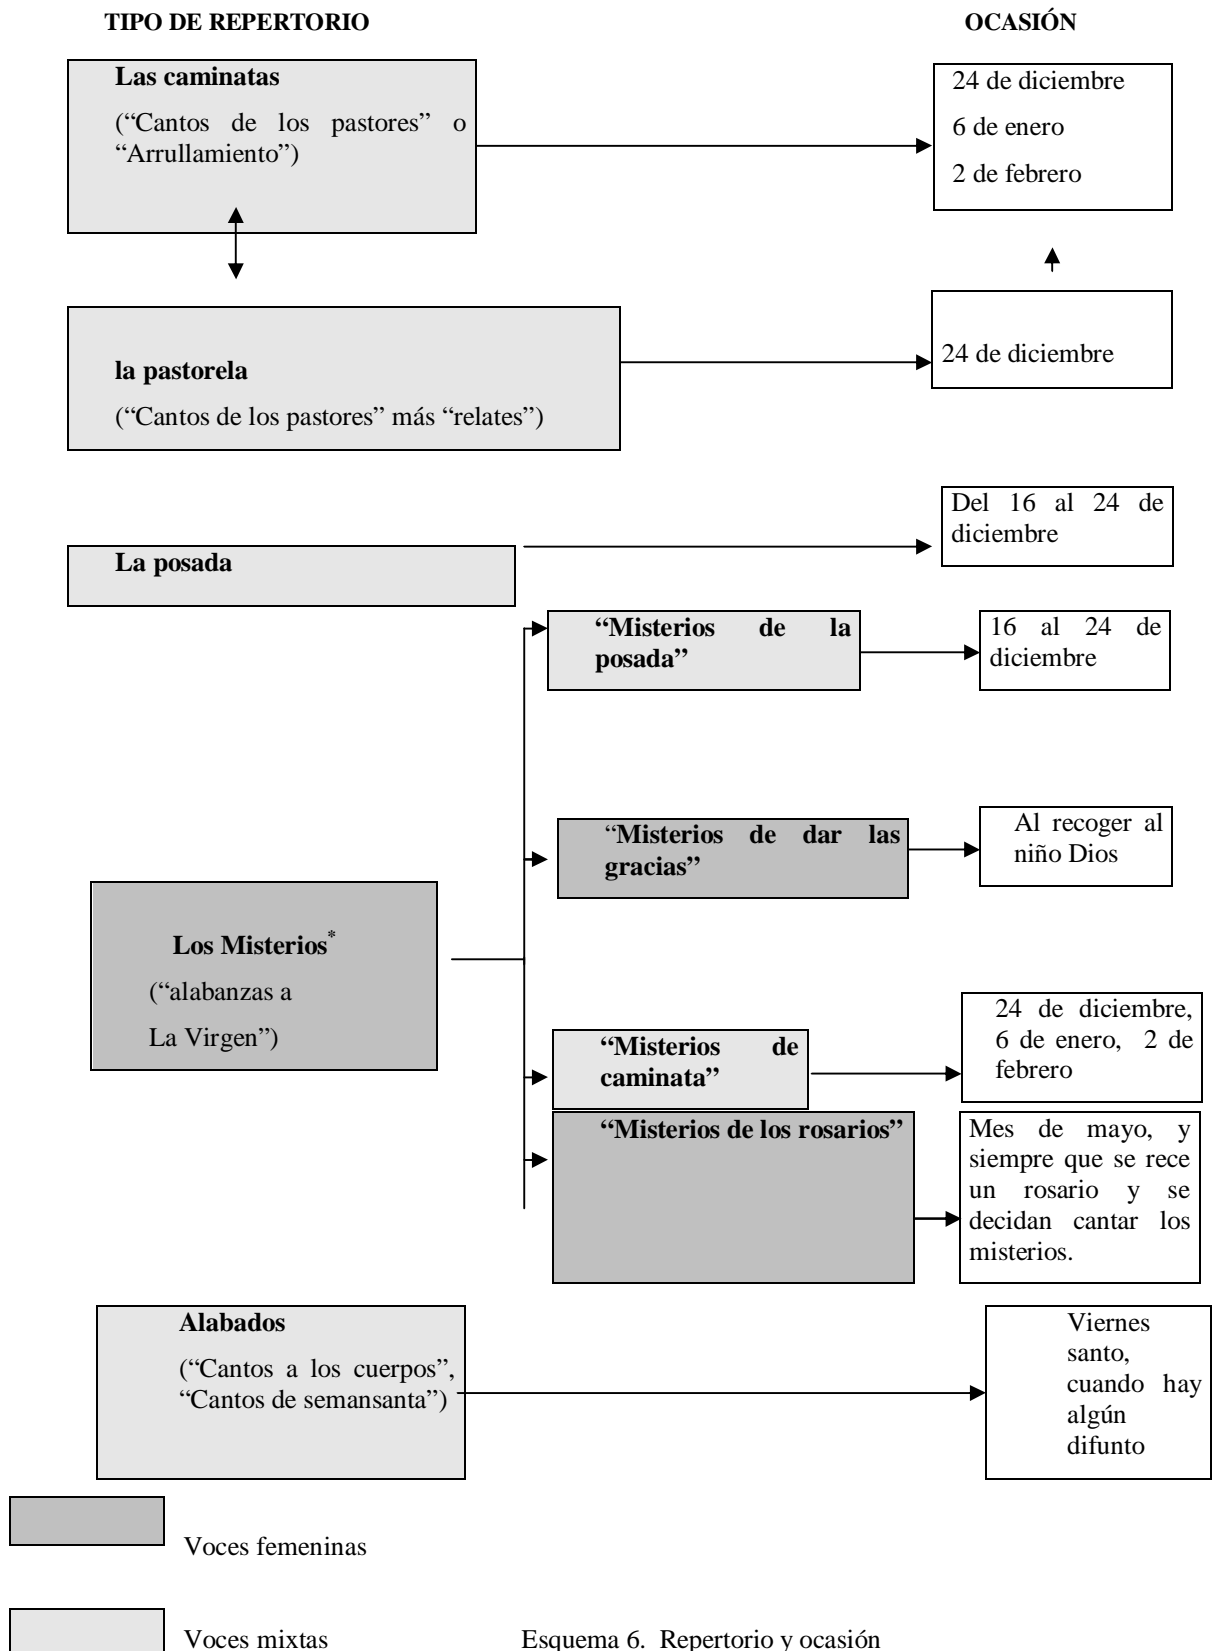 TIPO DE REPERTORIO
OCASIÓN
Las caminatas
(“Cantos de los pastores” o
“Arrullamiento”)
24 de diciembre
6 de enero
2 de febrero
la pastorela
(“Cantos de los pastores” más “relates”)
24 de diciembre
La posada
Del 16 al 24 de
diciembre
“Misterios de la
posada”
16 al 24 de
diciembre
“Misterios de dar las
gracias”
Al recoger al
niño Dios
Los Misterios*
(“alabanzas a
La Virgen”)
“Misterios de
caminata”
24 de diciembre,
6 de enero, 2 de
febrero
“Misterios de los rosarios”
Mes de mayo, y
siempre que se rece
un rosario y se
decidan cantar los
misterios.
Alabados
(“Cantos a los cuerpos”,
“Cantos de semansanta”)
Viernes
santo,
cuando hay
algún
difunto
Voces femeninas
Voces mixtas
Esquema 6. Repertorio y ocasión